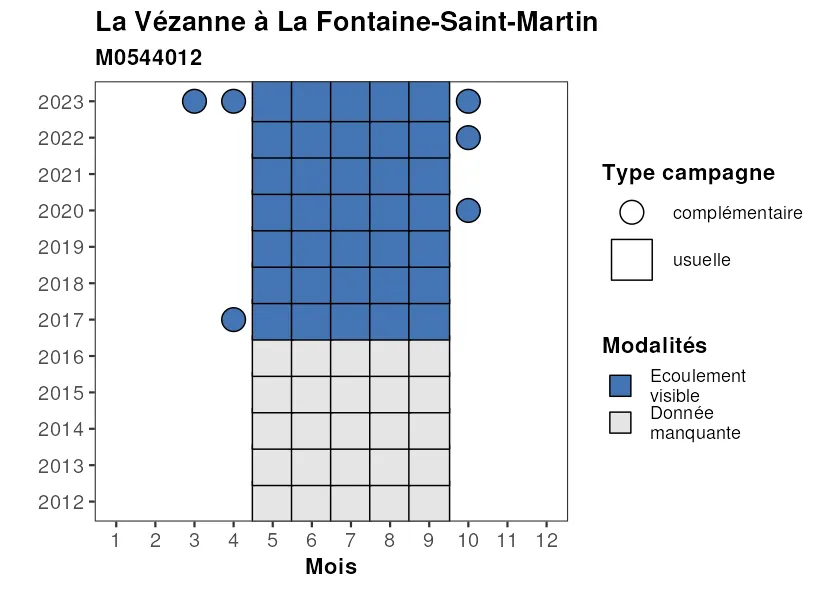 La Vézanne à La Fontaine-Saint-Martin
M0544012
2023
2022
2021
2020
2019
2018
2017
2016
2015
2014
2013
2012
1 2 3 4 5 6 7 8 9 10 11 12
Mois
Type campagne
complémentaire
usuelle
Modalités
Ecoulement
visible
Donnée
manquante